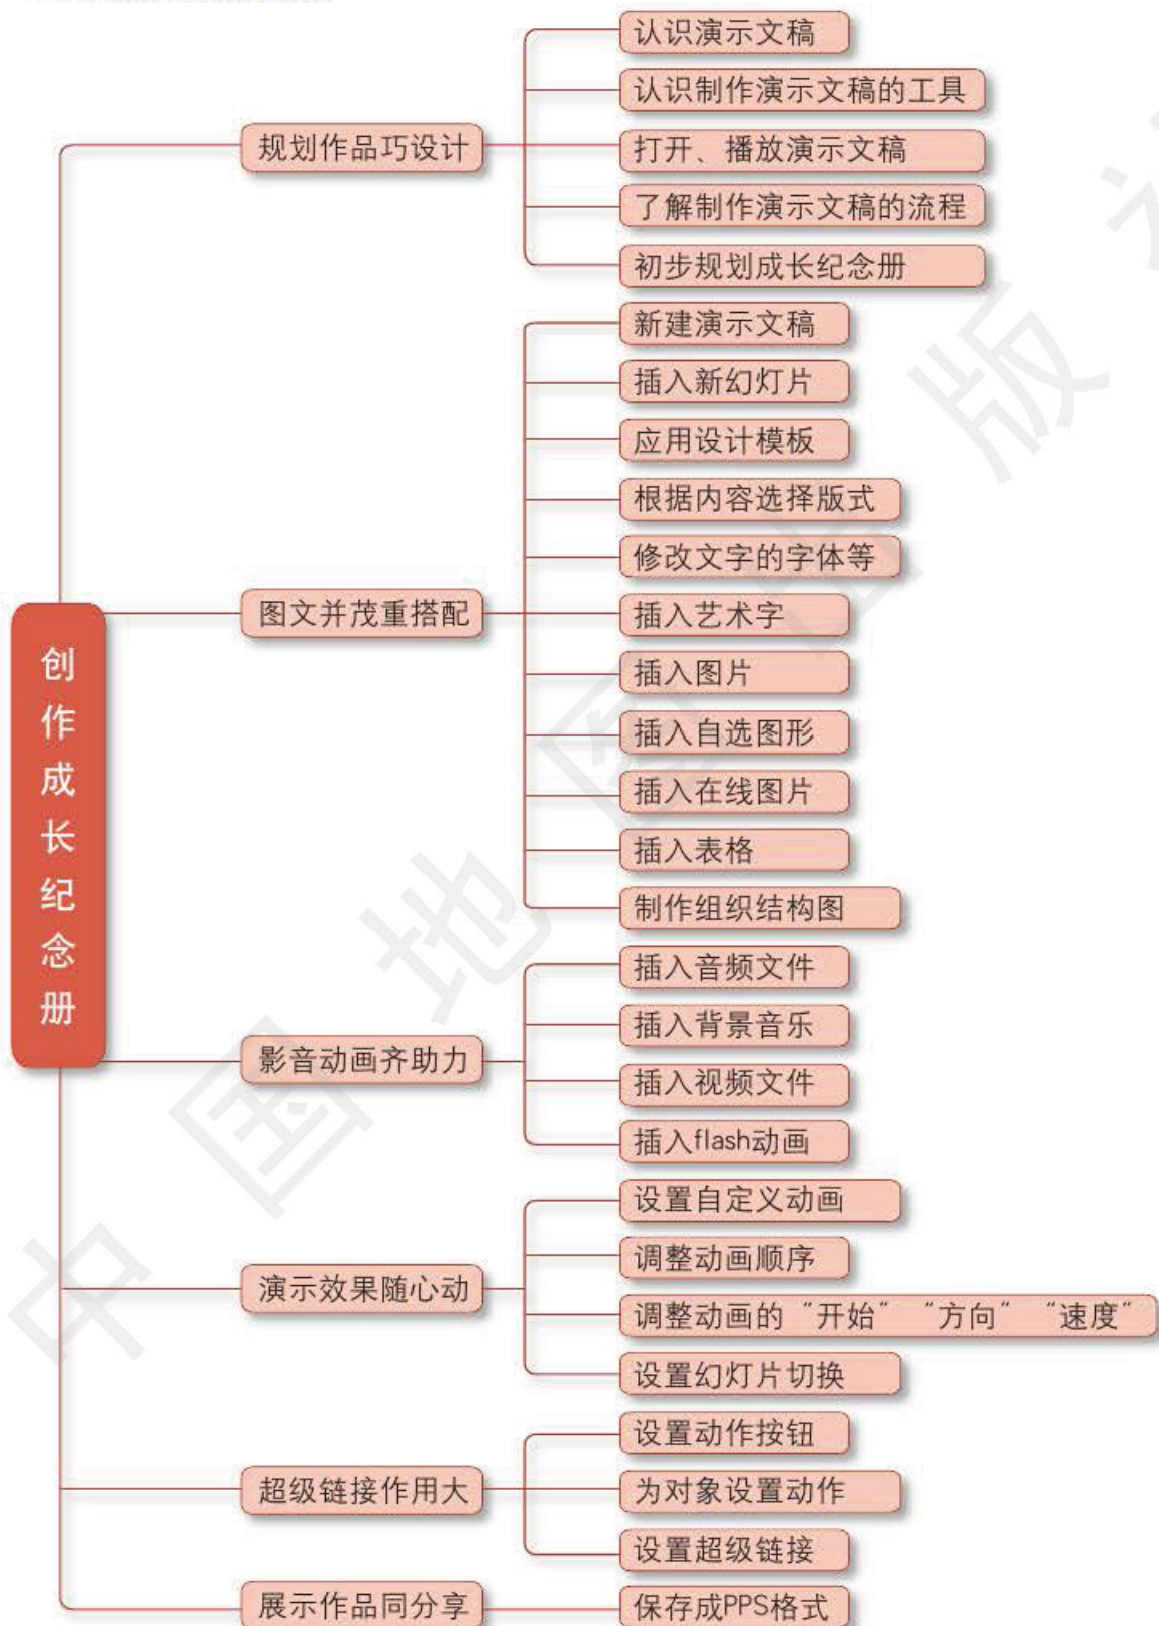 创作成长纪念册
规划作品巧设计
认识演示文稿
认识制作演示文稿的工具
打开、播放演示文稿
了解制作演示文稿的流程
初步规划成长纪念册
图文并茂重搭配
新建演示文稿
插入新幻灯片
应用设计模板
根据内容选择版式
修改文字的字体等
插入艺术字
插入图片
插入自选图形
插入在线图片
插入表格
制作组织结构图
影音动画齐助力
插入音频文件
插入背景音乐
插入视频文件
插入flash动画
演示效果随心动
设置自定义动画
调整动画顺序
调整动画的“开始”“方向”“速度”
设置幻灯片切换
超级链接作用大
设置动作按钮
为对象设置动作
设置超级链接
展示作品同分享
保存成PPS格式
中国地图出版社